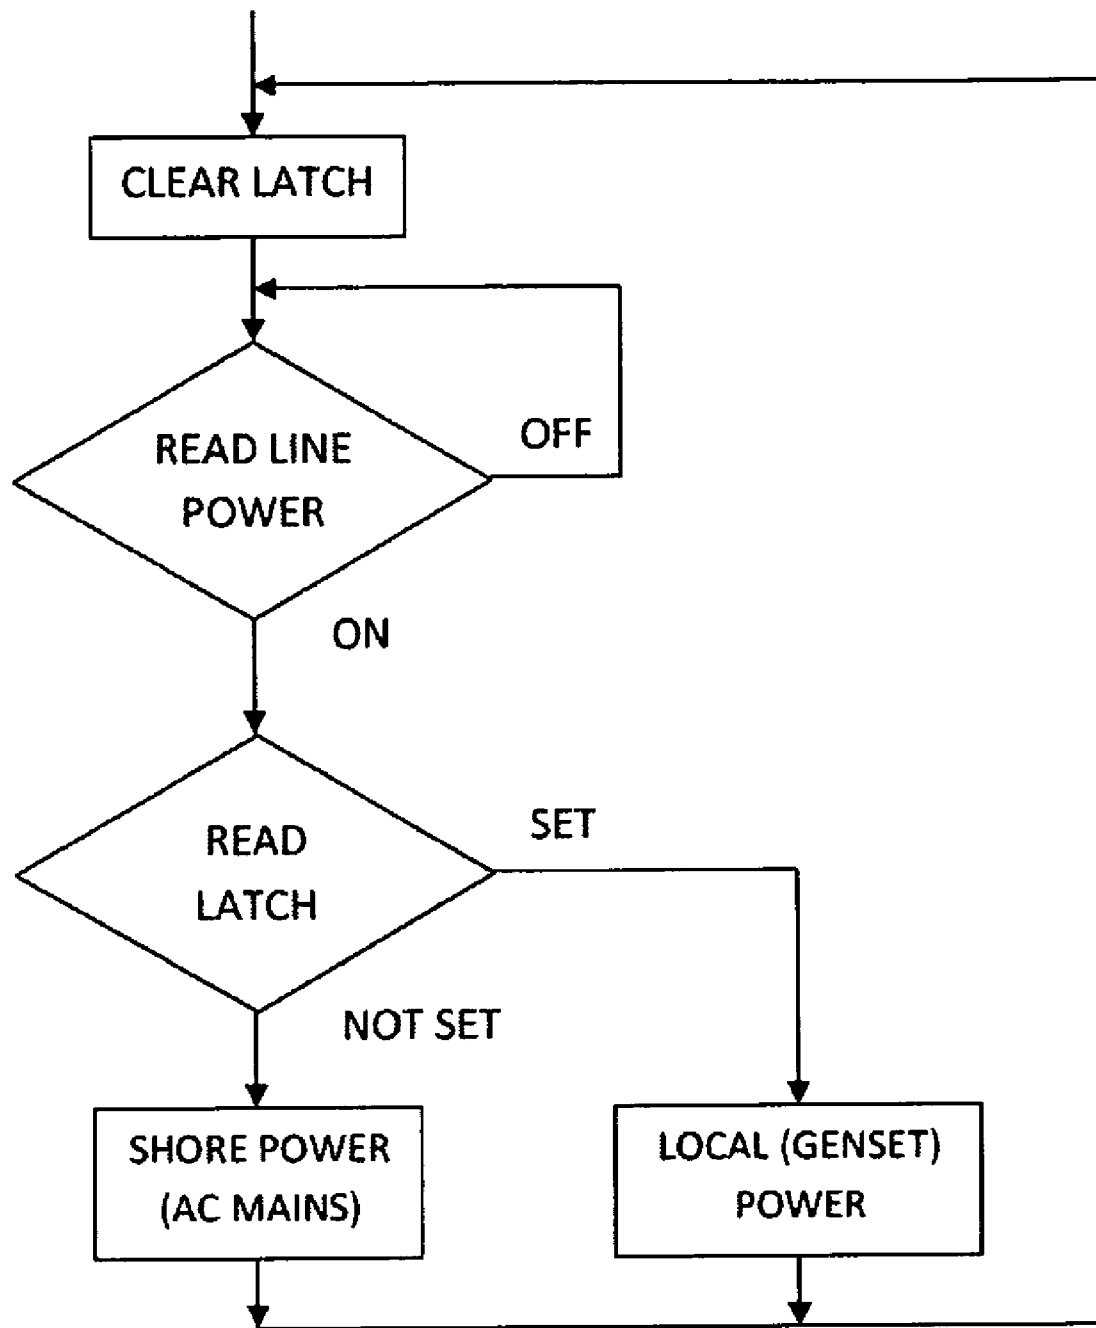 CLEAR LATCH
READ LINE
POWER
OFF
ON
READ
LATCH
SET
NOT SET
SHORE POWER
(AC MAINS)
LOCAL (GENSET)
POWER